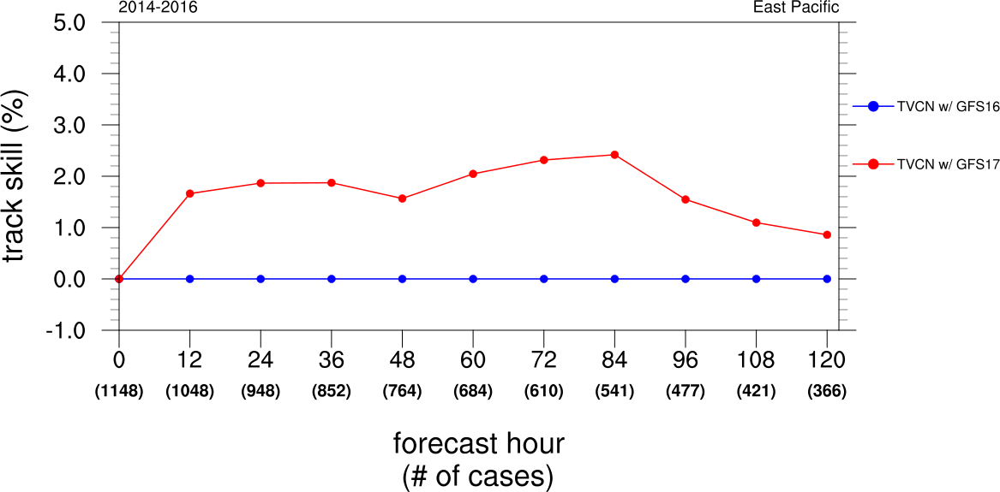 2014-2016 East Pacific
5.0
4.0
3.0
2.0
1.0
0.0
-1.0
track skill (%)
TVCN w/ GFS16
TVCN w/ GFS17
0 12 24 36 48 60 72 84 96 108 120
(1148) (1048) (948) (852) (764) (684) (610) (541) (477) (421) (366)
forecast hour
(# of cases)